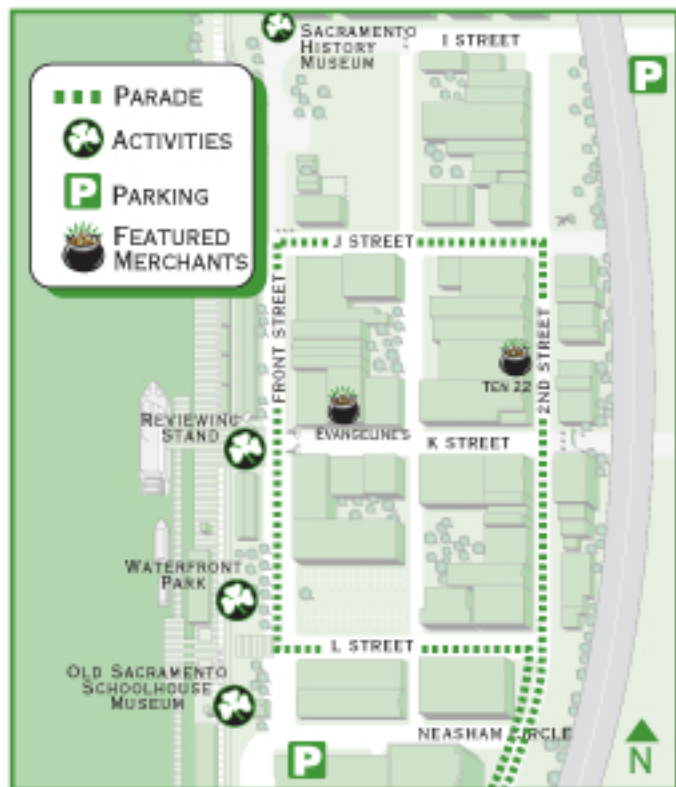 SACRAMENTO
HISTORY
MUSEUM
I STREET
P
PARADE
ACTIVITIES
P
PARKING
FEATURED
MERCHANTS
J STREET
FRONT STREET
2ND STREET
TEN 22
EVANGELINE'S
K STREET
REVIEWING
STAND
WATERFRONT
PARK
L STREET
OLD SACRAMENTO
SCHOOLHOUSE
MUSEUM
NEASHAM CIRCLE
P
N